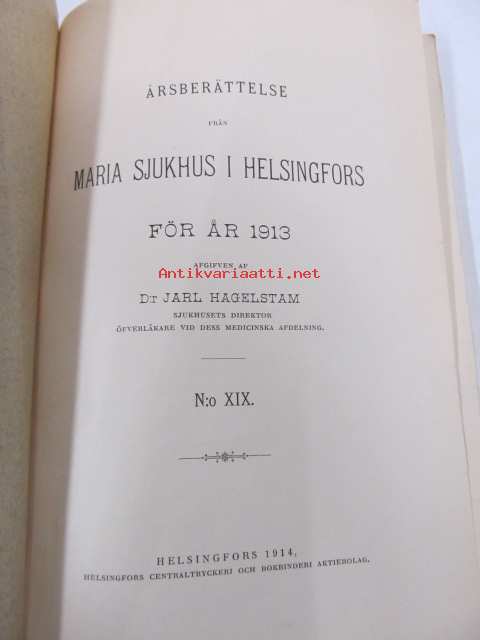 ÅRSBERÄTTELSE
FRÅN
MARIA SJUKHUS I HELSINGFORS
FÖR ÅR 1913
AFGIFVEN AF
Antikvariaatti.net
Dr JARL HAGELSTAM
SJUKHUSETS DIREKTOR
ÖFVERLÄKARE VID DESS MEDICINSKA AFDELNING.
N:o XIX.
HELSINGFORS 1914,
HELSINGFORS CENTRALTRYCKERI OCH BOKBINDERI AKTIEBOLAG.